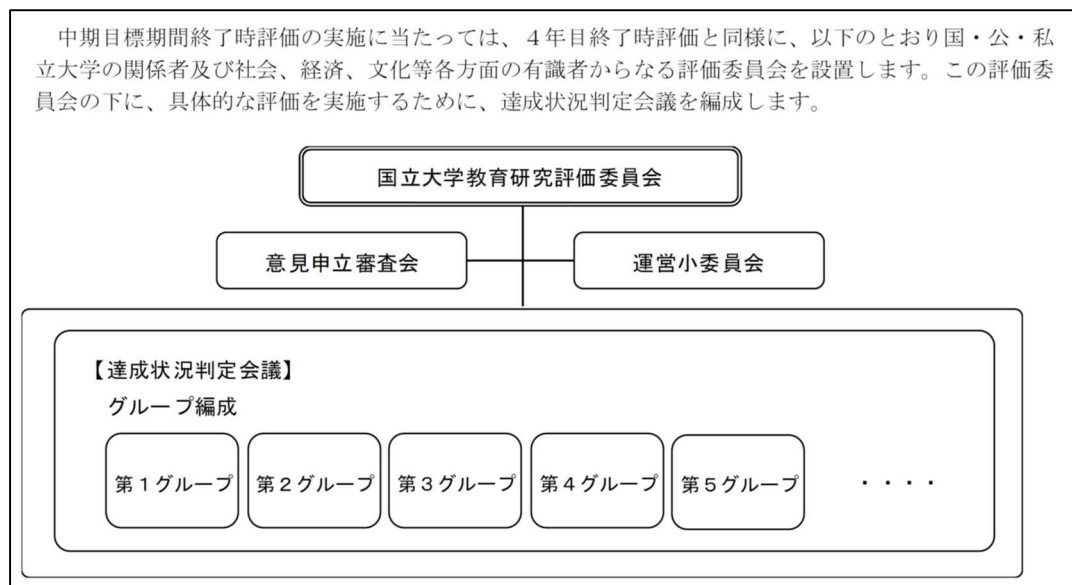 中期目標期間終了時評価の実施に当たっては、４年目終了時評価と同様に、以下のとおり国・公・私
立大学の関係者及び社会、経済、文化等各方面の有識者からなる評価委員会を設置します。この評価委
員会の下に、具体的な評価を実施するために、達成状況判定会議を編成します。
国立大学教育研究評価委員会
意見申立審査会
運営小委員会
【達成状況判定会議】
グループ編成
第１グループ
第２グループ
第３グループ
第４グループ
第５グループ
・・・・